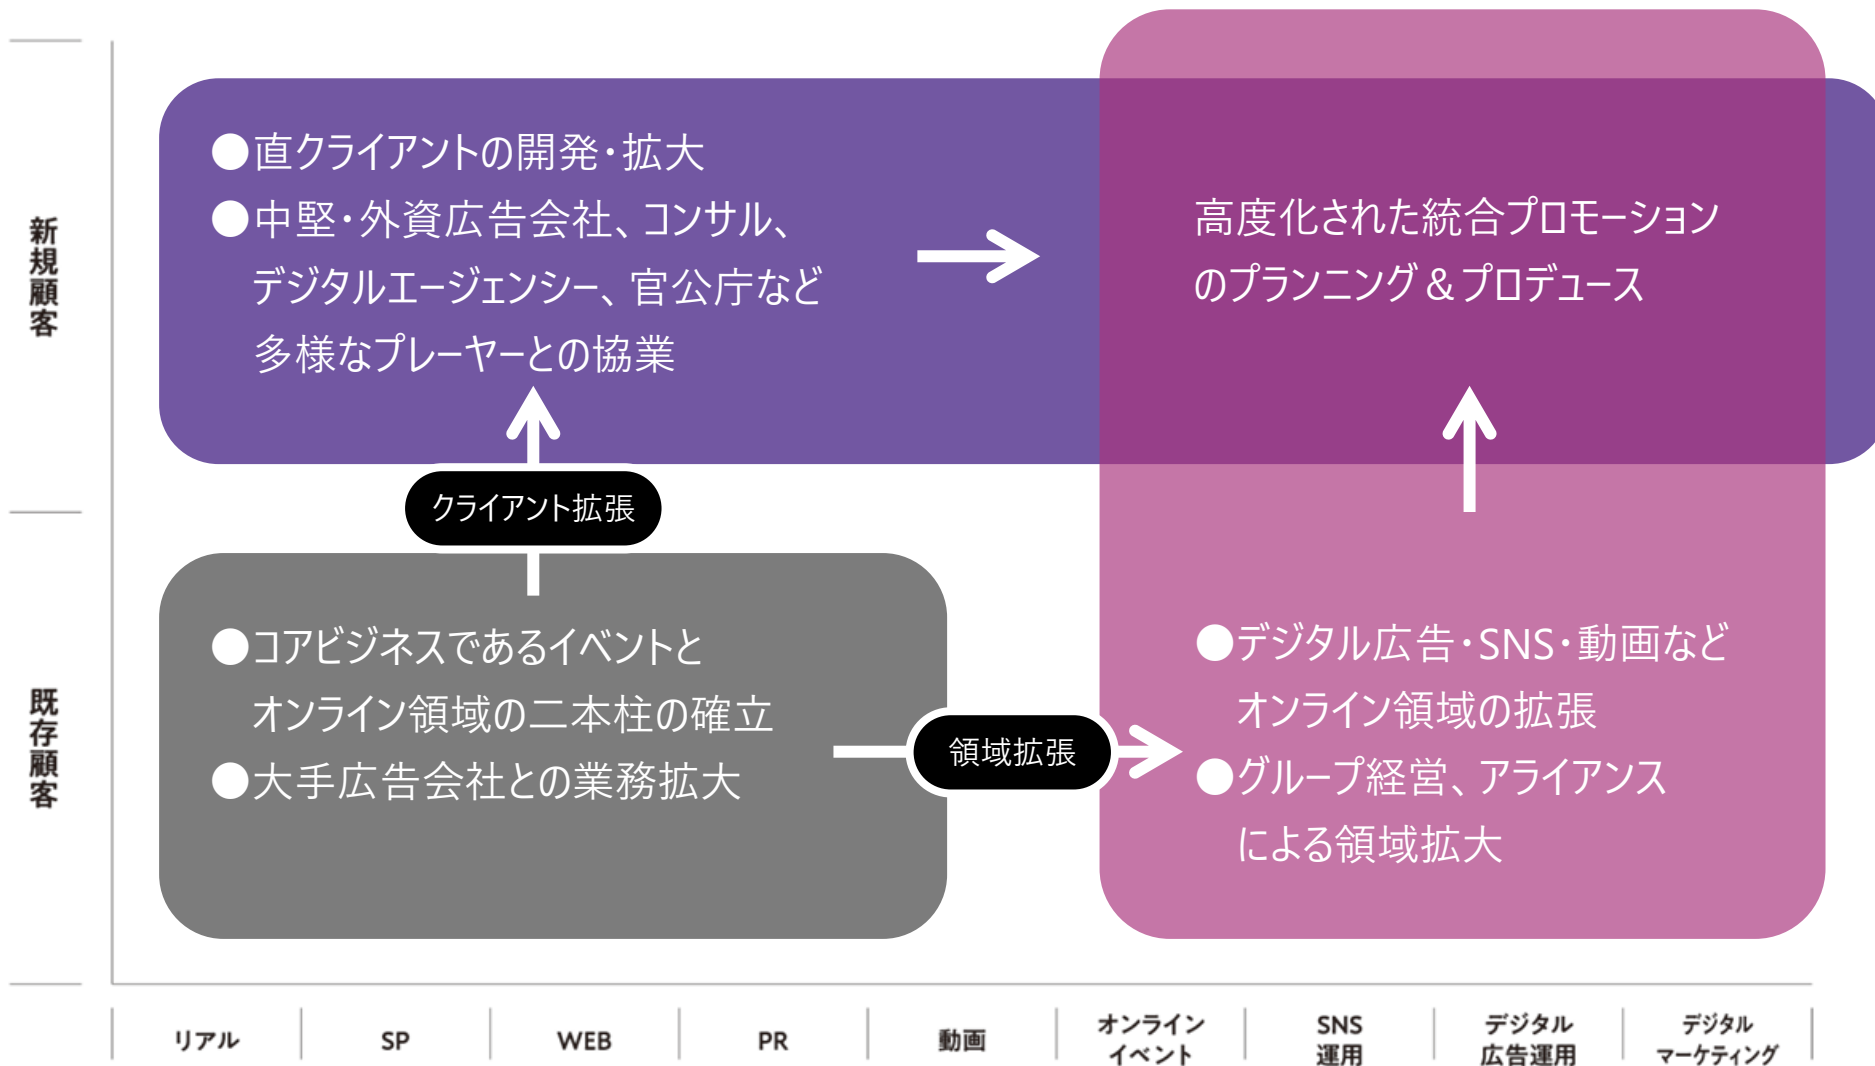 新規顧客
●直クライアントの開発・拡大
●中堅・外資広告会社、コンサル、
デジタルエージェンシー、官公庁など
多様なプレーヤーとの協業
高度化された統合プロモーション
のプランニング＆プロデュース
クライアント拡張
既存顧客
●コアビジネスであるイベントと
オンライン領域の二本柱の確立
●大手広告会社との業務拡大
領域拡張
●デジタル広告・SNS・動画など
オンライン領域の拡張
●グループ経営、アライアンス
による領域拡大
リアル
SP
WEB
PR
動画
オンライン
イベント
SNS
運用
デジタル
広告運用
デジタル
マーケティング